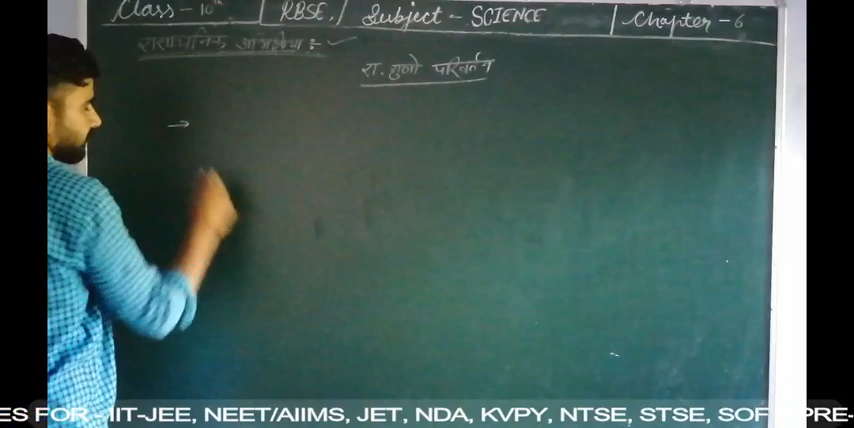 Class - 10th | RBSE, | Subject - SCIENCE | Chapter - 6
रासायनिक :-
रा. गुणो परिवर्तन
→
ES FOR - IIT-JEE, NEET/AIIMS, JET, NDA, KVPY, NTSE, STSE, SOF PRE-